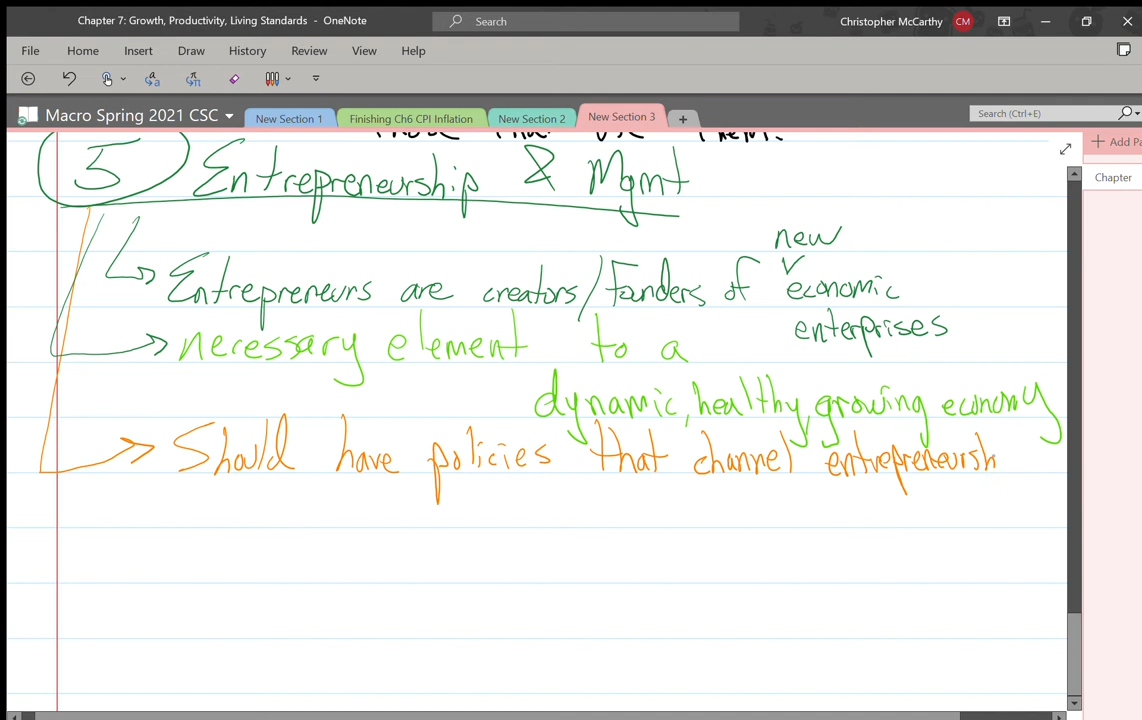 Chapter 7: Growth, Productivity, Living Standards - OneNote
Search
Christopher McCarthy CM
File Home Insert Draw History Review View Help
Macro Spring 2021 CSC
New Section 1
Finishing Ch6 CPI Inflation
New Section 2
New Section 3
Search (Ctrl+E)
Add Pa
Chapter
them.
5 Entrepreneurship & Mgmt
new
Entrepreneurs are creators/founders of economic
enterprises
necessary element to a
dynamic, healthy, growing economy
Should have policies that channel entrepreneursh